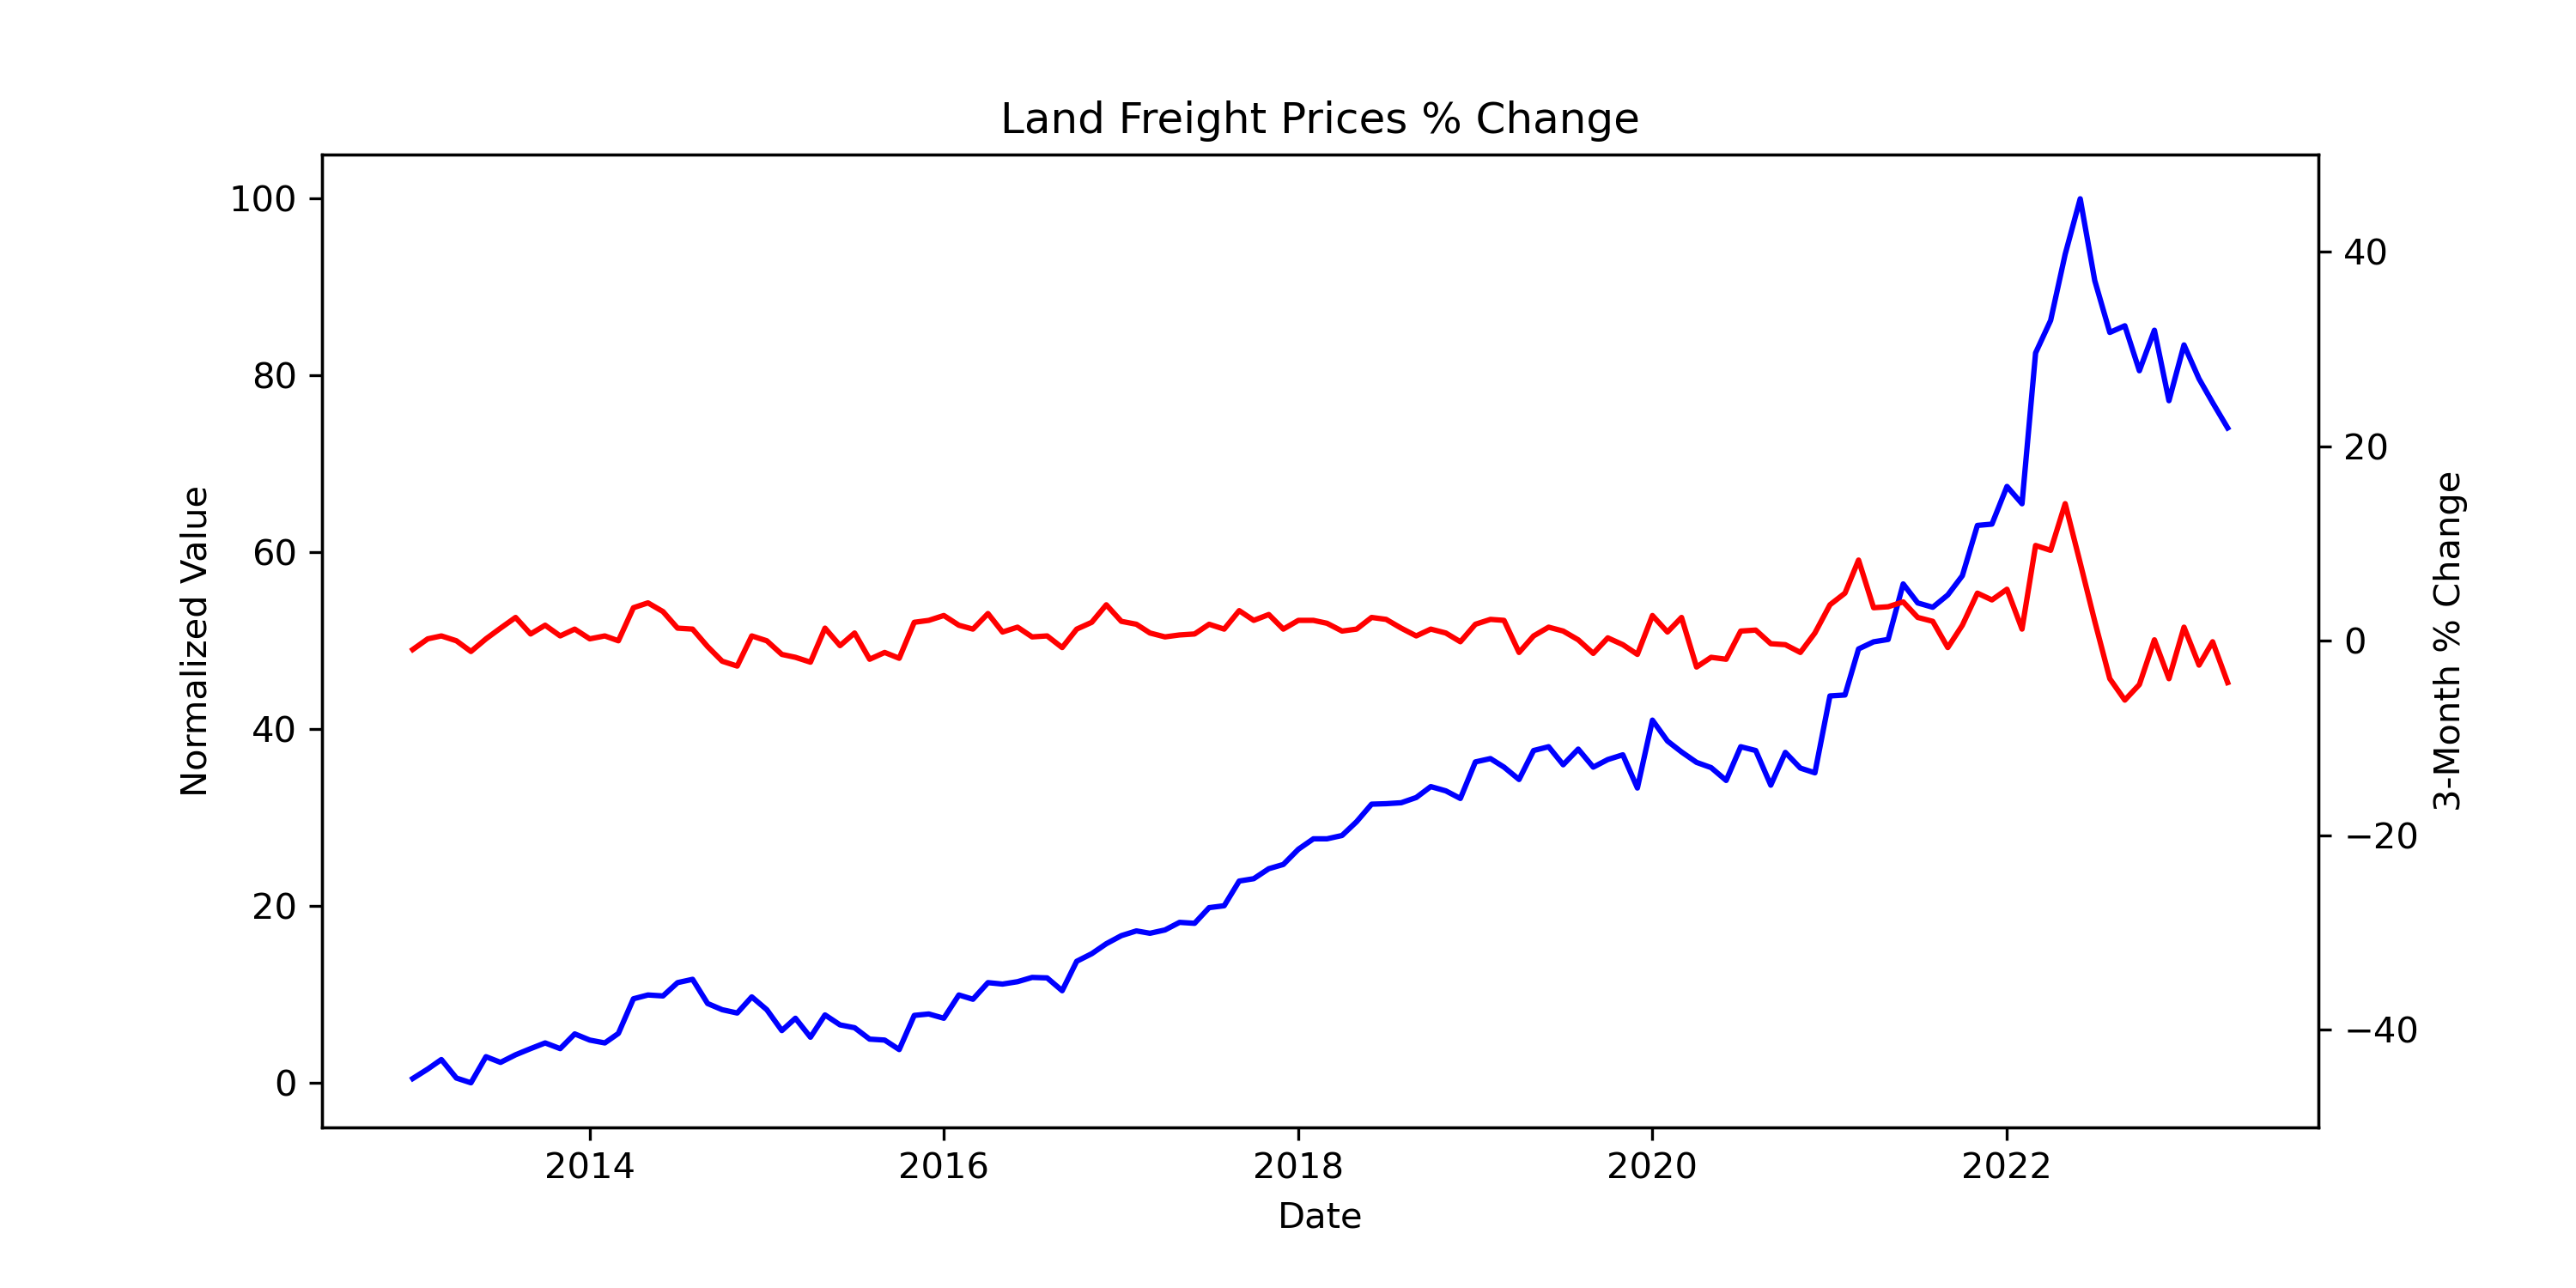 Land Freight Prices % Change
100
80
60
40
20
0
Normalized Value
40
20
0
−20
−40
3-Month % Change
2014 2016 2018 2020 2022
Date